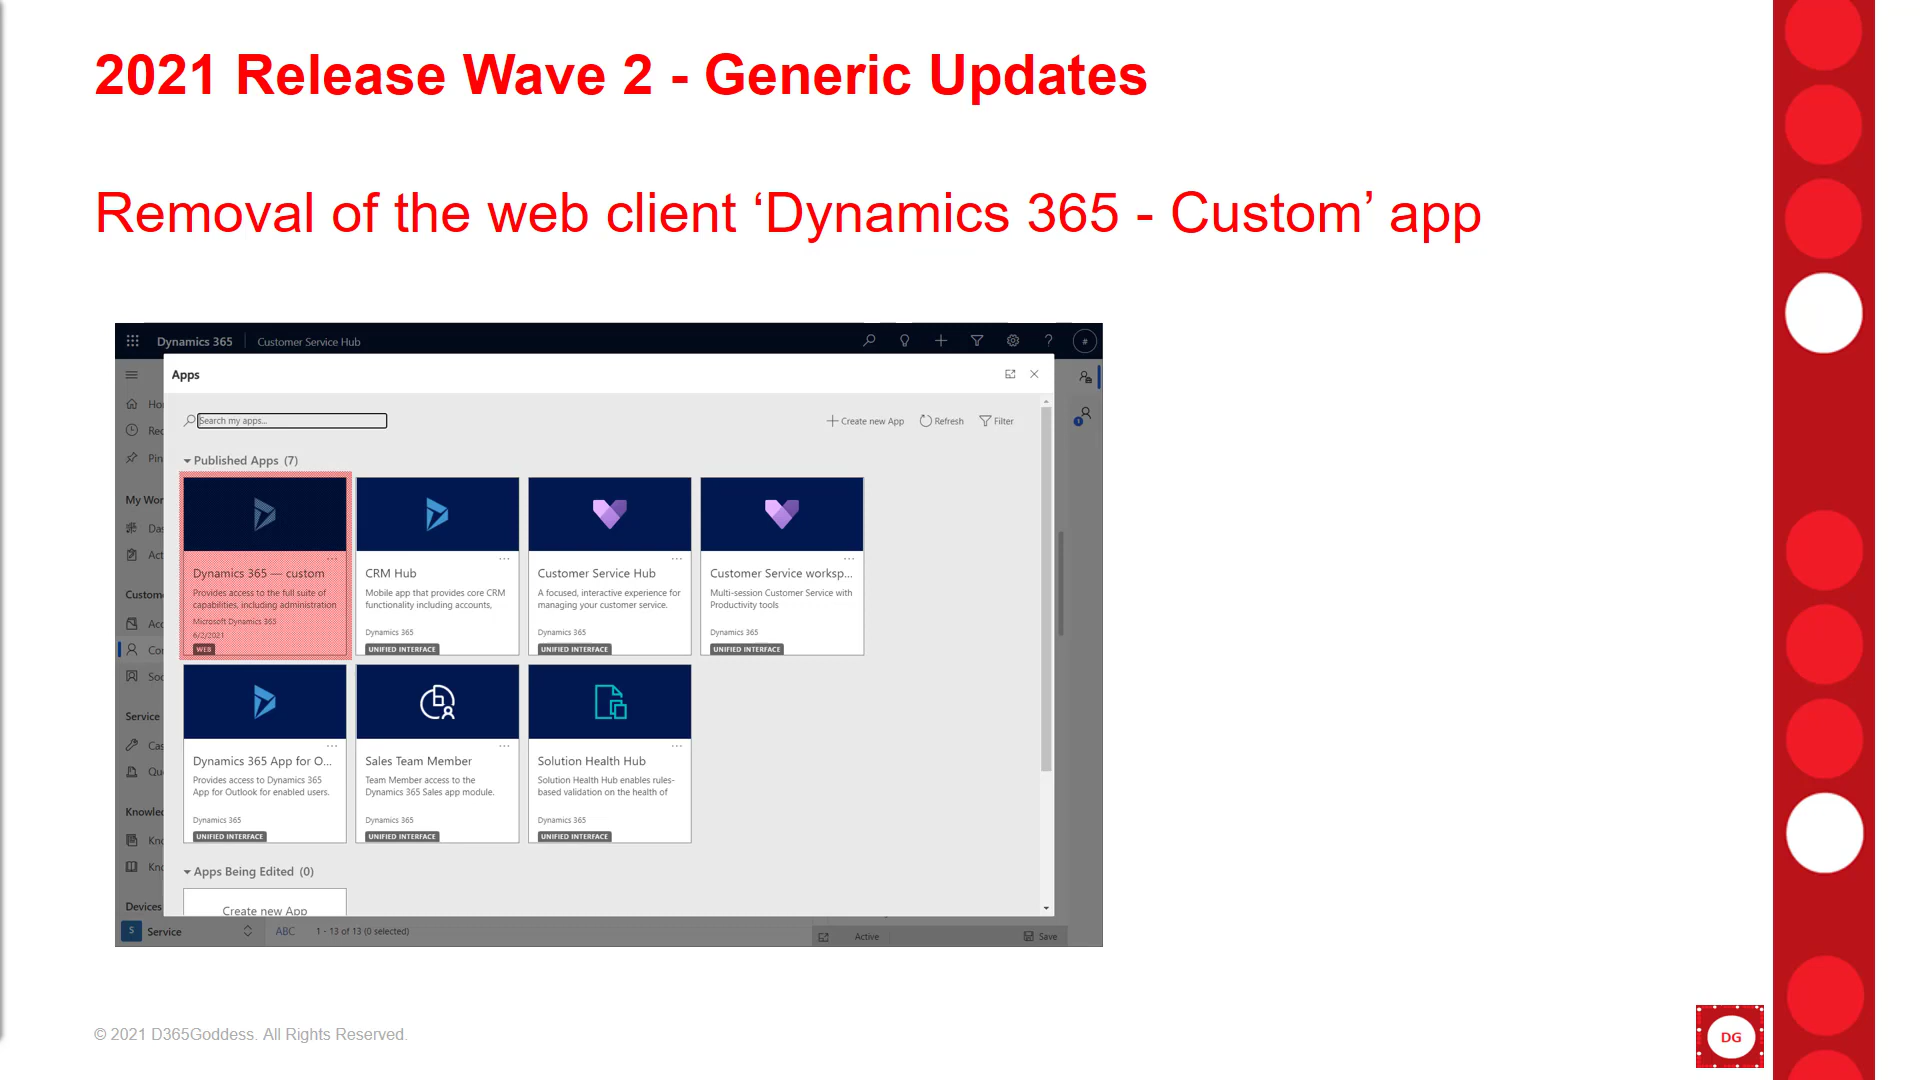 2021 Release Wave 2 - Generic Updates
Removal of the web client ‘Dynamics 365 - Custom’ app
Dynamics 365 Customer Service Hub
Apps
Search my apps...
Create new App Refresh Filter
Published Apps (7)
Dynamics 365 — custom
Provides access to the full suite of
capabilities, including administration
Microsoft Dynamics 365
6/2/2021
WEB
CRM Hub
Mobile app that provides core CRM
functionality including accounts,
Dynamics 365
UNIFIED INTERFACE
Customer Service Hub
A focused, interactive experience for
managing your customer service.
Dynamics 365
UNIFIED INTERFACE
Customer Service worksp...
Multi-session Customer Service with
Productivity tools
Dynamics 365
UNIFIED INTERFACE
Dynamics 365 App for O...
Provides access to Dynamics 365
App for Outlook for enabled users.
Dynamics 365
UNIFIED INTERFACE
Sales Team Member
Team Member access to the
Dynamics 365 Sales app module.
Dynamics 365
UNIFIED INTERFACE
Solution Health Hub
Solution Health Hub enables rules-
based validation on the health of
Dynamics 365
UNIFIED INTERFACE
Apps Being Edited (0)
Create new App
My Wor
Custome
Service
Knowled
Devices
S Service
ABC
1 - 13 of 13 (0 selected)
Active
Save
© 2021 D365Goddess. All Rights Reserved.
DG